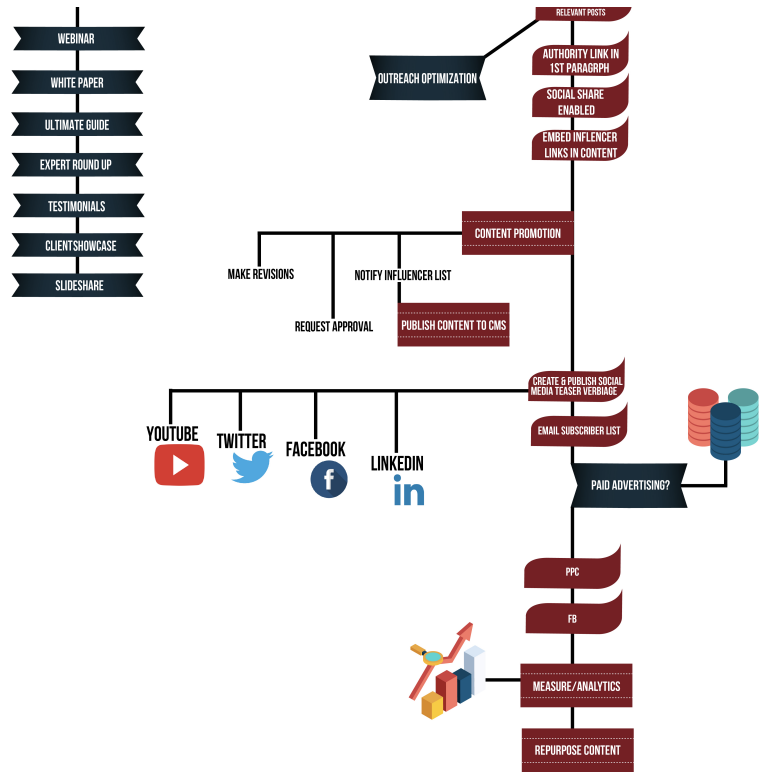 WEBINAR
WHITE PAPER
ULTIMATE GUIDE
EXPERT ROUND UP
TESTIMONIALS
CLIENTSHOWCASE
SLIDESHARE
RELEVANT POSTS
OUTREACH OPTIMIZATION
AUTHORITY LINK IN
1ST PARAGRPH
SOCIAL SHARE
ENABLED
EMBED INFLENCER
LINKS IN CONTENT
CONTENT PROMOTION
MAKE REVISIONS
NOTIFY INFLUENCER LIST
REQUEST APPROVAL
PUBLISH CONTENT TO CMS
CREATE & PUBLISH SOCIAL
MEDIA TEASER VERBIAGE
YOUTUBE
TWITTER
FACEBOOK
LINKEDIN
f
in
EMAIL SUBSCRIBER LIST
PAID ADVERTISING?
PPC
FB
MEASURE/ANALYTICS
REPURPOSE CONTENT